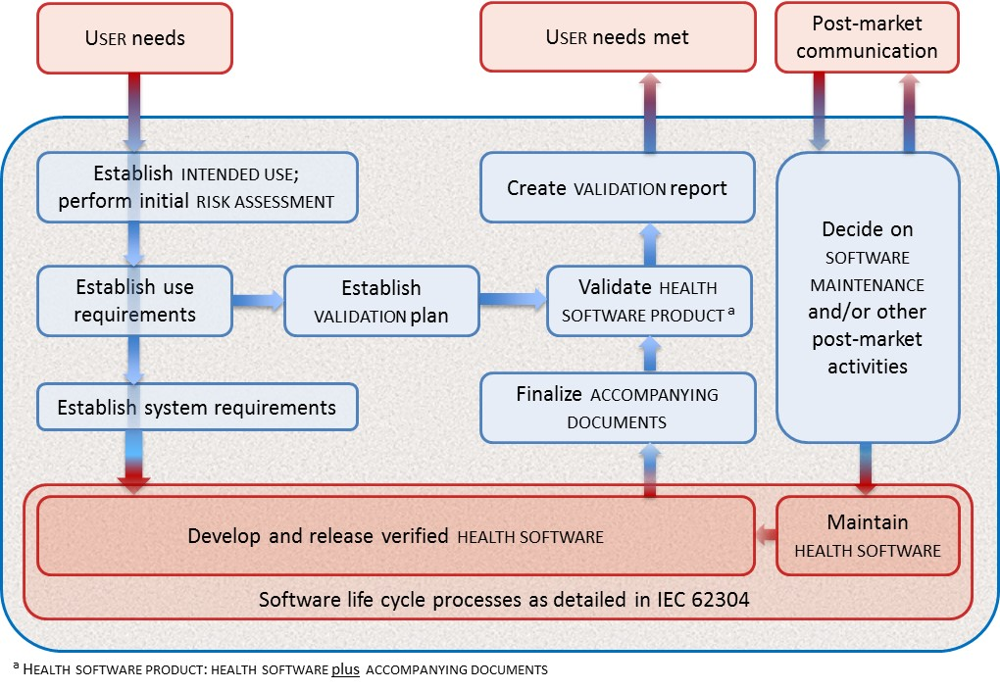 USER needs
USER needs met
Post-market
communication
Establish INTENDED USE;
perform initial RISK ASSESSMENT
Create VALIDATION report
Decide on
SOFTWARE
MAINTENANCE
and/or other
post-market
activities
Establish use
requirements
Establish
VALIDATION plan
Validate HEALTH
SOFTWARE PRODUCT a
Establish system requirements
Finalize ACCOMPANYING
DOCUMENTS
Develop and release verified HEALTH SOFTWARE
Maintain
HEALTH SOFTWARE
Software life cycle processes as detailed in IEC 62304
a HEALTH SOFTWARE PRODUCT: HEALTH SOFTWARE plus ACCOMPANYING DOCUMENTS